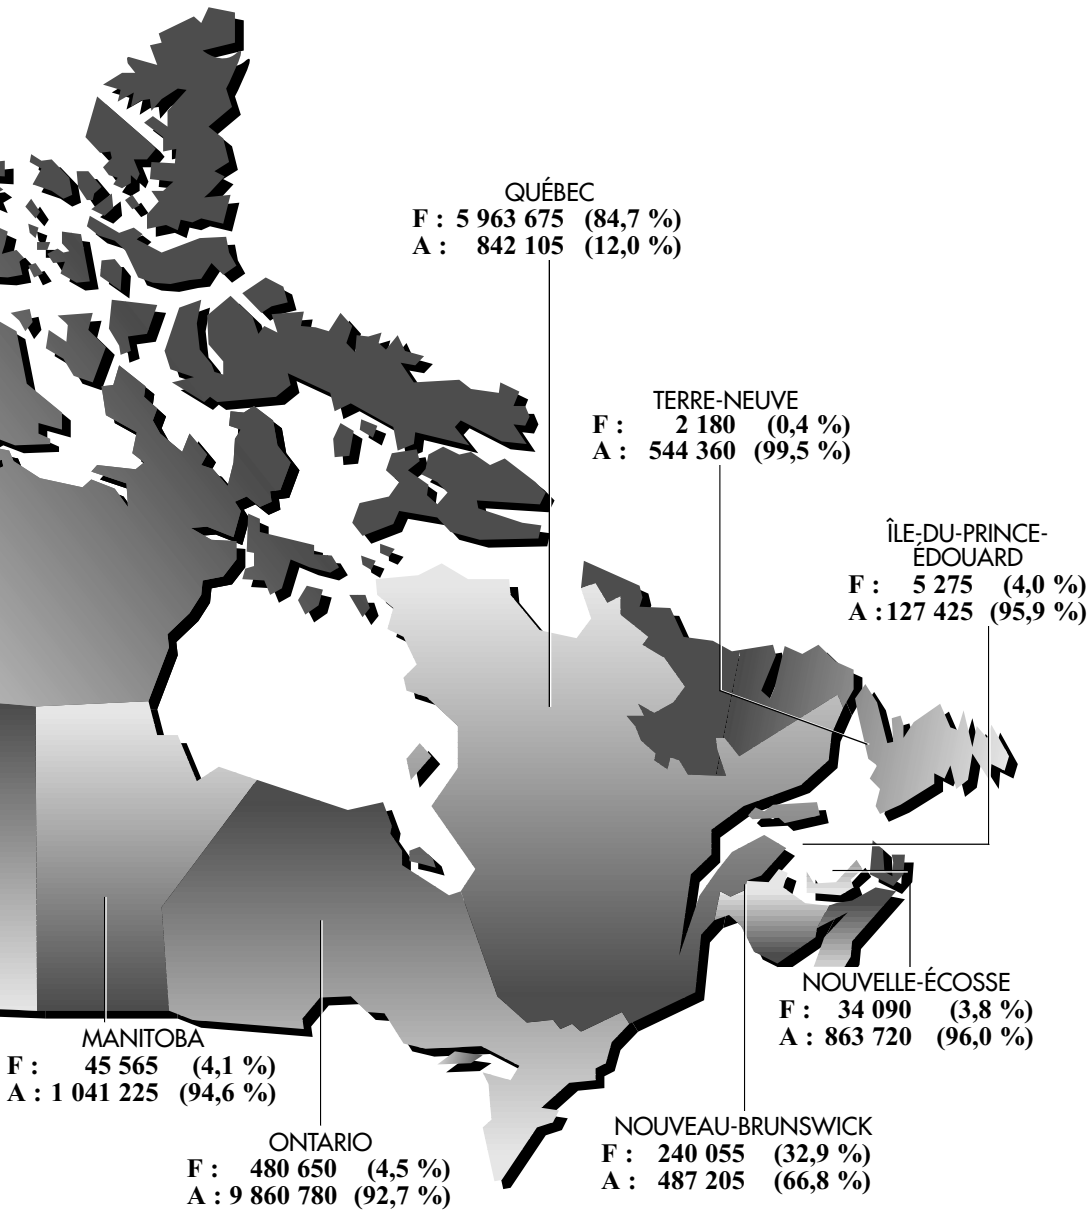 QUÉBEC
F : 5 963 675 (84,7 %)
A : 842 105 (12,0 %)
TERRE-NEUVE
F : 2 180 (0,4 %)
A : 544 360 (99,5 %)
ÎLE-DU-PRINCE-
ÉDOUARD
F : 5 275 (4,0 %)
A : 127 425 (95,9 %)
NOUVELLE-ÉCOSSE
F : 34 090 (3,8 %)
A : 863 720 (96,0 %)
MANITOBA
F : 45 565 (4,1 %)
A : 1 041 225 (94,6 %)
ONTARIO
F : 480 650 (4,5 %)
A : 9 860 780 (92,7 %)
NOUVEAU-BRUNSWICK
F : 240 055 (32,9 %)
A : 487 205 (66,8 %)